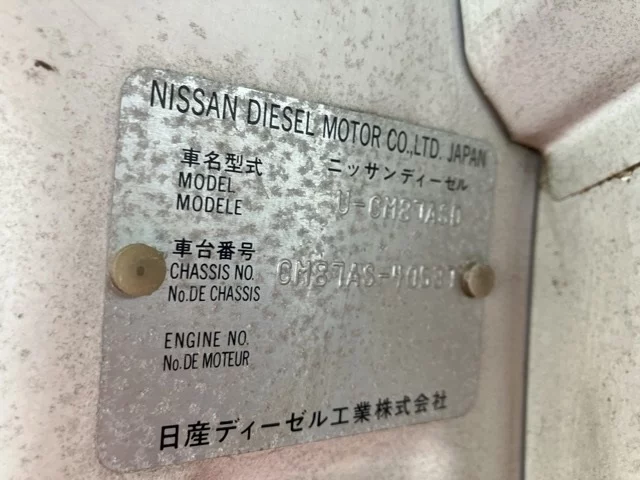 NISSAN DIESEL MOTOR CO.,LTD. JAPAN
車名型式 ニッサンディーゼル
MODEL
MODELE U-CM87ASD
車台番号
CHASSIS NO.
No.DE CHASSIS
ENGINE NO.
No.DE MOTEUR
日産ディーゼル工業株式会社